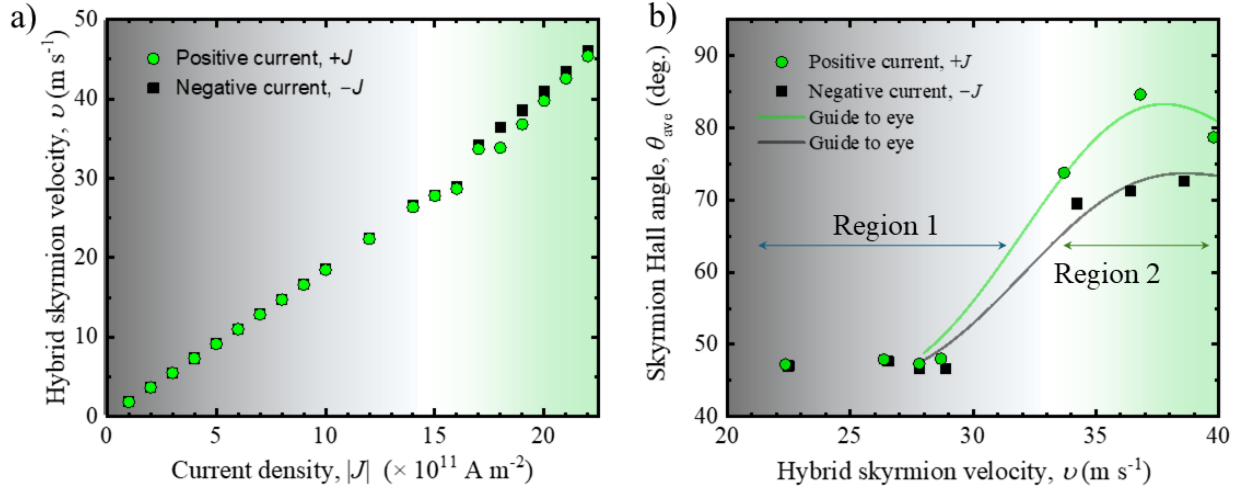 a)
Hybrid skyrmion velocity, υ (m s⁻¹)
50
40
30
20
10
0
Positive current, +J
Negative current, −J
0 5 10 15 20
Current density, |J| (× 10¹¹ A m⁻²)
b)
Skyrmion Hall angle, θave (deg.)
90
80
70
60
50
40
Positive current, +J
Negative current, −J
Guide to eye
Guide to eye
Region 1
Region 2
20 25 30 35 40
Hybrid skyrmion velocity, υ (m s⁻¹)